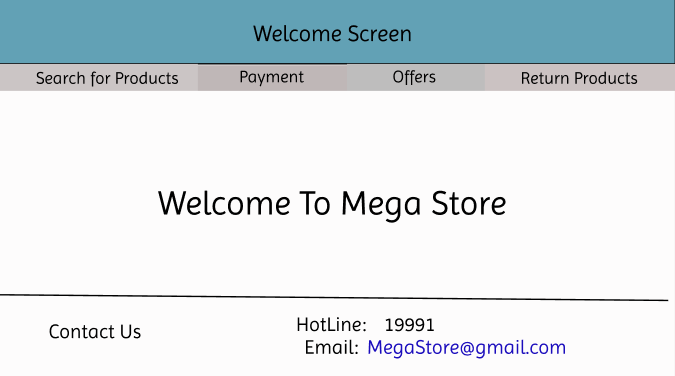 Welcome Screen
Search for Products Payment Offers Return Products
Welcome To Mega Store
Contact Us
HotLine: 19991
Email: MegaStore@gmail.com